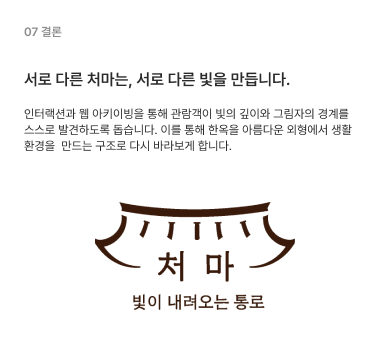 07 결론
서로 다른 처마는, 서로 다른 빛을 만듭니다.
인터랙션과 웹 아키이빙을 통해 관람객이 빛의 깊이와 그림자의 경계를
스스로 발견하도록 돕습니다. 이를 통해 한옥을 아름다운 외형에서 생활
환경을  만드는 구조로 다시 바라보게 합니다.
처 마
빛이 내려오는 통로